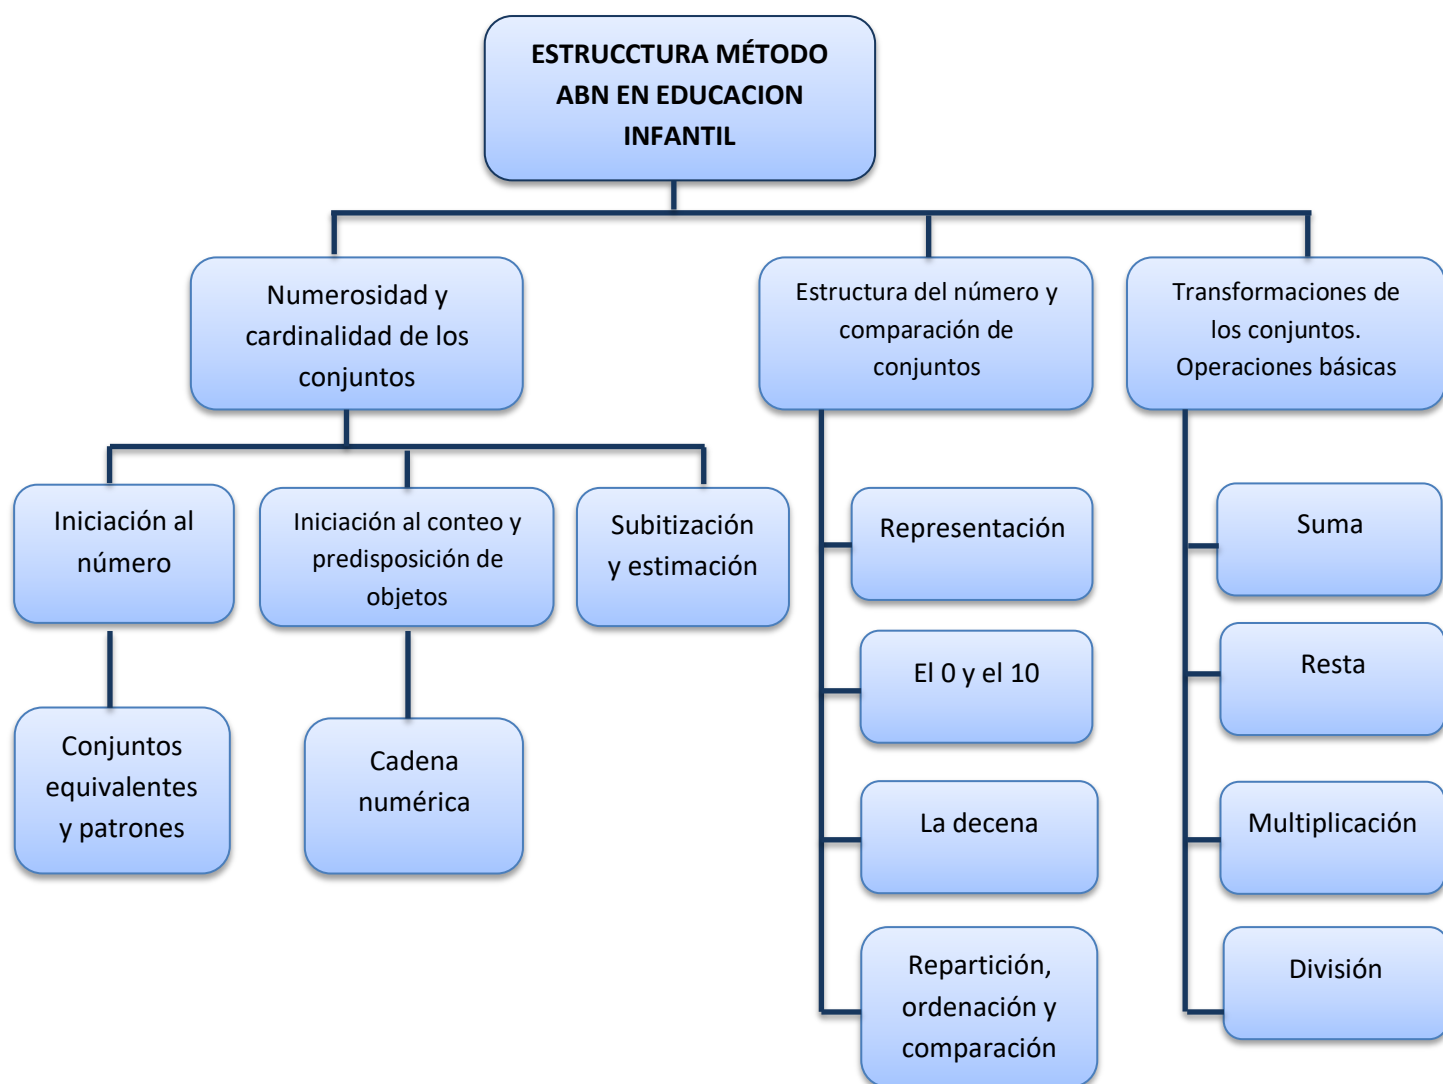 ESTRUCCTURA MÉTODO
ABN EN EDUCACION
INFANTIL
Numerosidad y
cardinalidad de los
conjuntos
Estructura del número y
comparación de
conjuntos
Transformaciones de
los conjuntos.
Operaciones básicas
Iniciación al
número
Iniciación al conteo y
predisposición de
objetos
Subitización
y estimación
Conjuntos
equivalentes
y patrones
Cadena
numérica
Representación
El 0 y el 10
La decena
Repartición,
ordenación y
comparación
Suma
Resta
Multiplicación
División